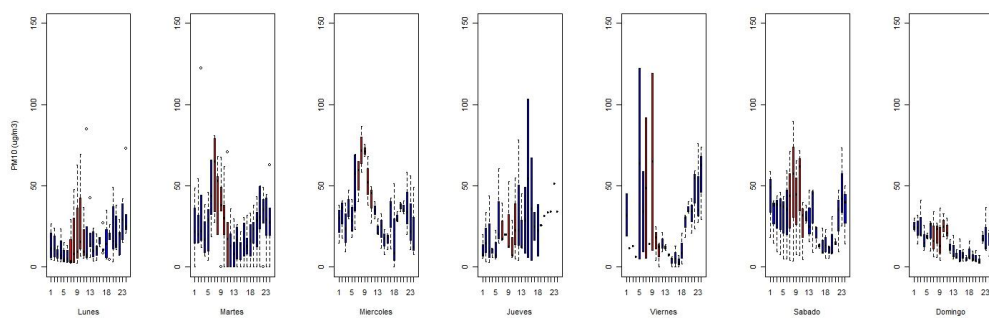 PM10 (ug/m3)
150 150 150 150 150 150 150
100 100 100 100 100 100 100
50 50 50 50 50 50 50
0 0 0 0 0 0 0
1 5 9 13 18 23 1 5 9 13 18 23 1 5 9 13 18 23 1 5 9 13 18 23 1 5 9 13 18 23 1 5 9 13 18 23 1 5 9 13 18 23
Lunes Martes Miercoles Jueves Viernes Sabado Domingo